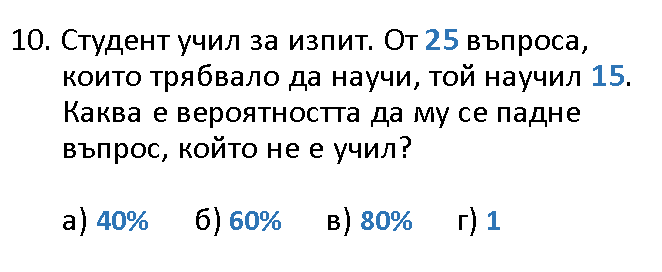 10. Студент учил за изпит. От 25 въпроса,
които трябвало да научи, той научил 15.
Каква е вероятността да му се падне
въпрос, който не е учил?
а) 40% б) 60% в) 80% г) 1